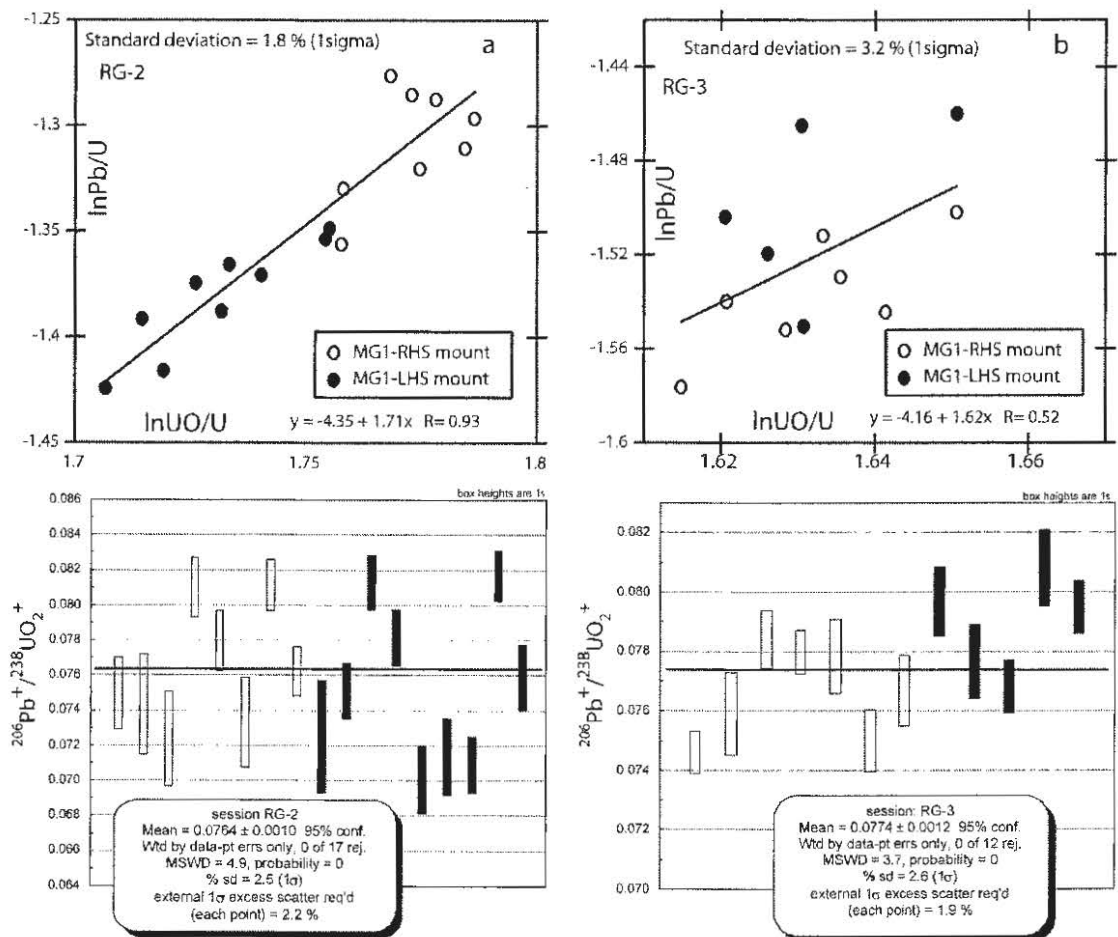 Standard deviation = 1.8 % (1sigma)
a
RG-2
-1.25
-1.3
-1.35
-1.4
-1.45
lnPb/U
MG1-RHS mount
MG1-LHS mount
lnUO/U
y = -4.35 + 1.71x R= 0.93
1.7
1.75
1.8
Standard deviation = 3.2 % (1sigma)
b
RG-3
-1.44
-1.48
-1.52
-1.56
-1.6
lnPb/U
MG1-RHS mount
MG1-LHS mount
lnUO/U
y = -4.16 + 1.62x R= 0.52
1.62
1.64
1.66
box heights are 1s
0.086
0.084
0.082
0.080
0.078
0.076
0.074
0.072
0.070
0.068
0.066
0.064
206Pb+/238UO2+
session RG-2
Mean = 0.0764 ± 0.0010 95% conf.
Wtd by data-pt errs only, 0 of 17 rej.
MSWD = 4.9, probability = 0
% sd = 2.5 (1σ)
external 1σ excess scatter req'd
(each point) = 2.2 %
box heights are 1s
0.082
0.080
0.078
0.076
0.074
0.072
0.070
206Pb+/238UO2+
session: RG-3
Mean = 0.0774 ± 0.0012 95% conf.
Wtd by data-pt errs only, 0 of 12 rej.
MSWD = 3.7, probability = 0
% sd = 2.6 (1σ)
external 1σ excess scatter req'd
(each point) = 1.9 %